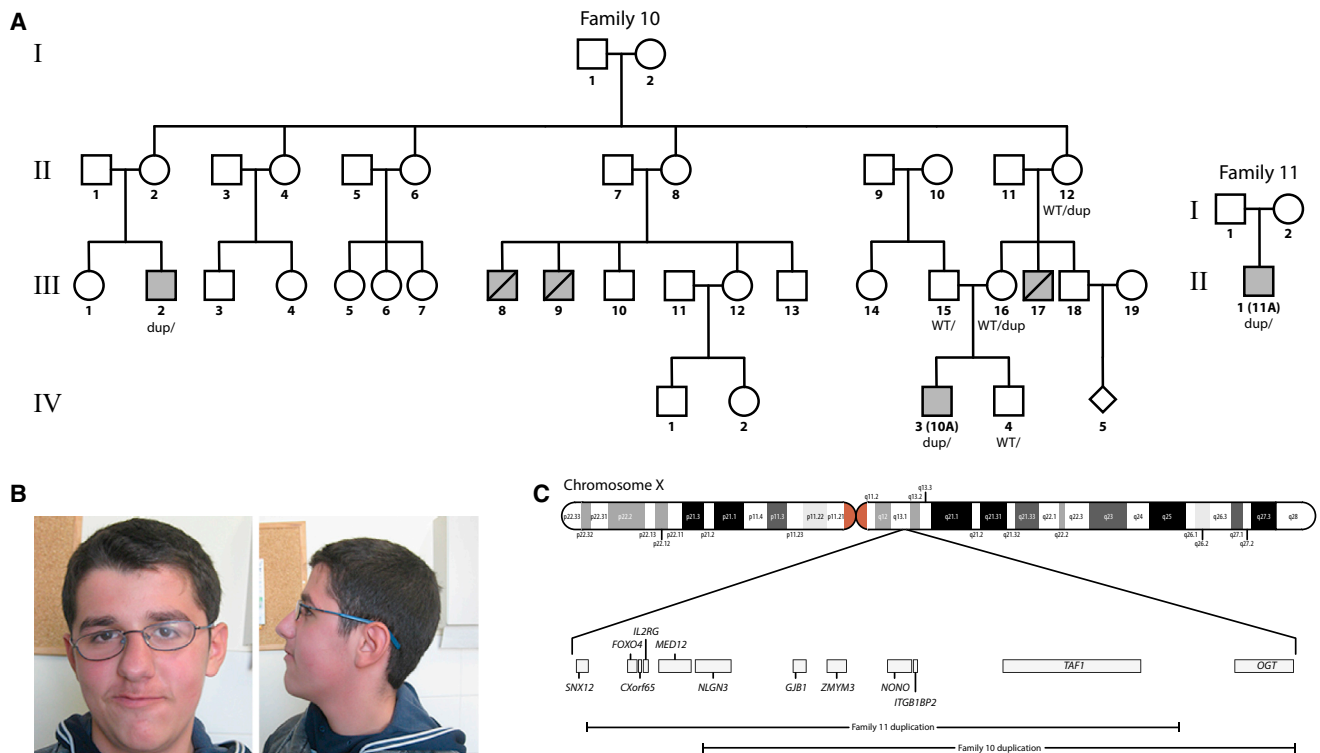 A
Family 10
I
1 2
II
1 2 3 4 5 6 7 8 9 10 11 12
WT/dup
III
1 2 3 4 5 6 7 8 9 10 11 12 13 14 15 16 17 18 19
dup/ WT/ WT/dup
IV
1 2 3 (10A) 4 5
dup/ WT/
Family 11
I
1 2
II
1 (11A)
dup/
B
C
Chromosome X
q13.3
q11.2 q13.2
p22.33 p22.31 p22.2 p21.3 p21.1 p11.4 p11.3 p11.22 p11.21 q12 q13.1 q21.1 q21.31 q21.33 q22.1 q22.3 q23 q24 q25 q26.3 q27.3 q28
p22.32 p22.13 p22.11 p21.2 p11.23 q21.2 q21.32 q22.2 q26.1 q27.1
p22.12 q26.2 q27.2
IL2RG
FOXO4 MED12
TAF1 OGT
SNX12 CXorf65 NLGN3 GJB1 ZMYM3 NONO
ITGB1BP2
Family 11 duplication
Family 10 duplication